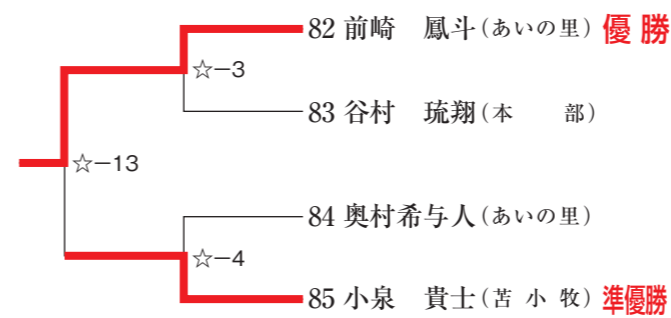 82 前崎　鳳斗(あいの里) 優勝
☆-3
83 谷村　琉翔(本　部)
☆-13
84 奥村希与人(あいの里)
☆-4
85 小泉　貴士(苫小牧) 準優勝